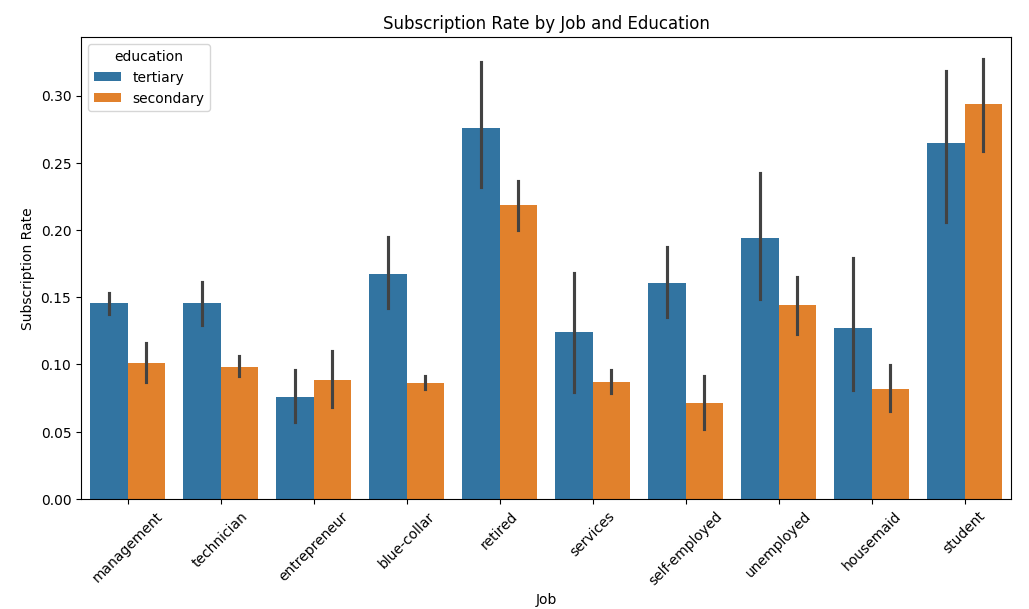 Subscription Rate by Job and Education
education
tertiary
secondary
Subscription Rate
0.30
0.25
0.20
0.15
0.10
0.05
0.00
management
technician
entrepreneur
blue-collar
retired
services
self-employed
unemployed
housemaid
student
Job